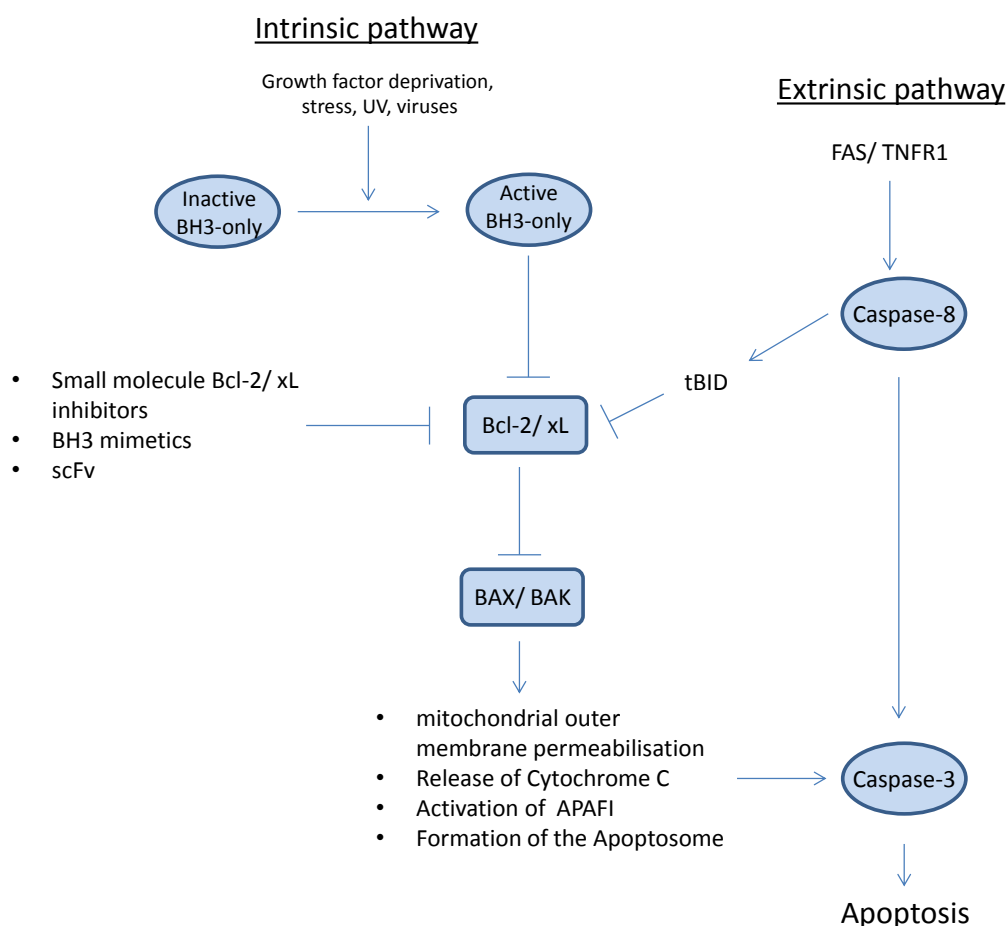 Intrinsic pathway
Growth factor deprivation,
stress, UV, viruses
Extrinsic pathway
FAS/ TNFR1
Inactive
BH3-only
Active
BH3-only
Caspase-8
tBID
• Small molecule Bcl-2/ xL
inhibitors
• BH3 mimetics
• scFv
Bcl-2/ xL
BAX/ BAK
• mitochondrial outer
membrane permeabilisation
• Release of Cytochrome C
• Activation of APAFI
• Formation of the Apoptosome
Caspase-3
Apoptosis